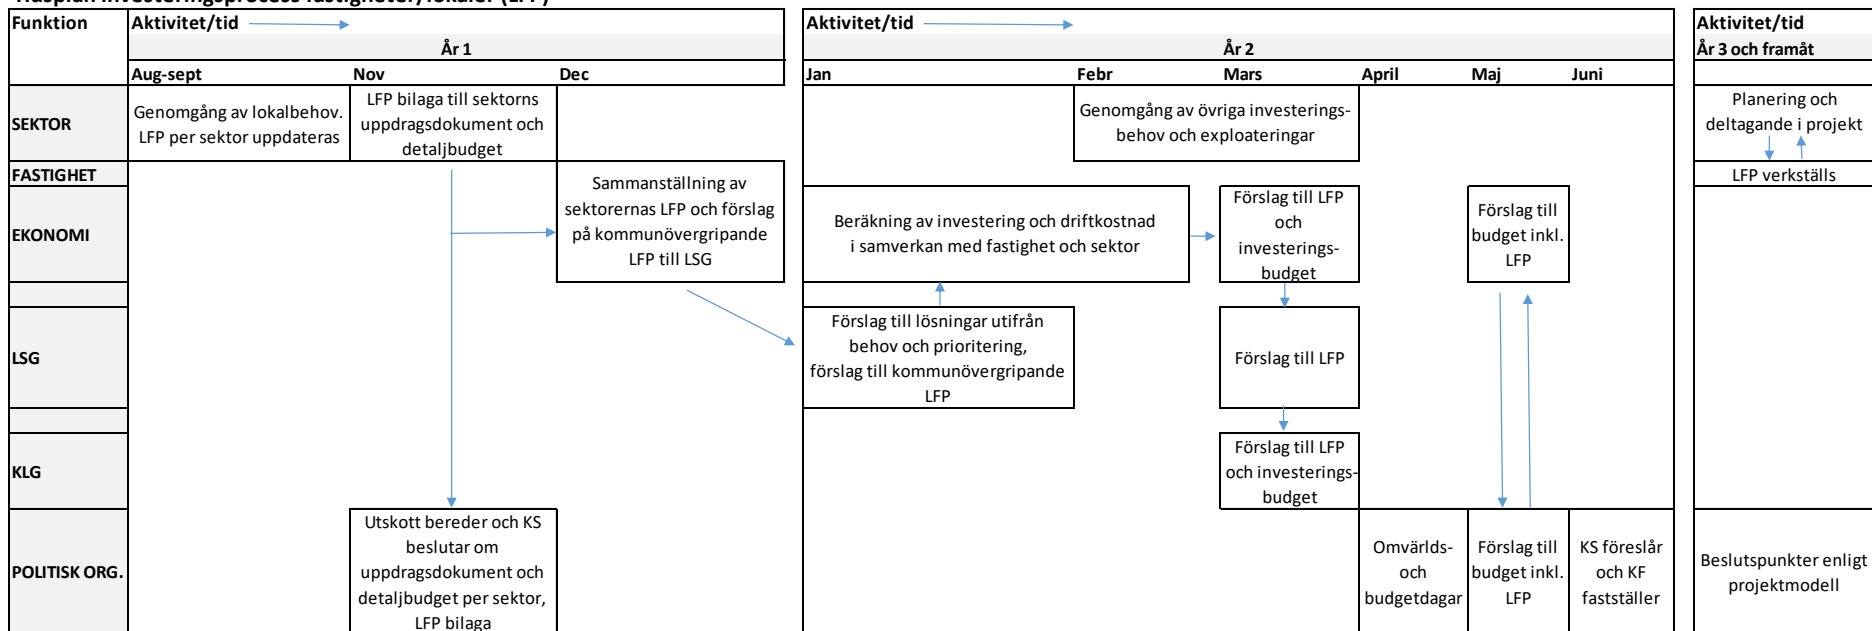 Tidsplan investeringsprocess fastigheter/lokaler (LFP)
Funktion
Aktivitet/tid
Aktivitet/tid
Aktivitet/tid
År 1
År 2
År 3 och framåt
Aug-sept
Nov
Dec
Jan
Febr
Mars
April
Maj
Juni
SEKTOR
Genomgång av lokalbehov.
LFP per sektor uppdateras
LFP bilaga till sektorns
uppdragsdokument och
detaljbudget
Genomgång av övriga investerings-
behov och exploateringar
Planering och
deltagande i projekt
FASTIGHET
LFP verkställs
EKONOMI
Sammanställning av
sektorernas LFP och förslag
på kommunövergripande
LFP till LSG
Beräkning av investering och driftkostnad
i samverkan med fastighet och sektor
Förslag till LFP
och
investerings-
budget
Förslag till
budget inkl.
LFP
LSG
Förslag till lösningar utifrån
behov och prioritering,
förslag till kommunövergripande
LFP
Förslag till LFP
KLG
Förslag till LFP
och investerings-
budget
POLITISK ORG.
Utskott bereder och KS
beslutar om
uppdragsdokument och
detaljbudget per sektor,
LFP bilaga
Omvärlds-
och
budgetdagar
Förslag till
budget inkl.
LFP
KS föreslår
och KF
fastställer
Beslutspunkter enligt
projektmodell